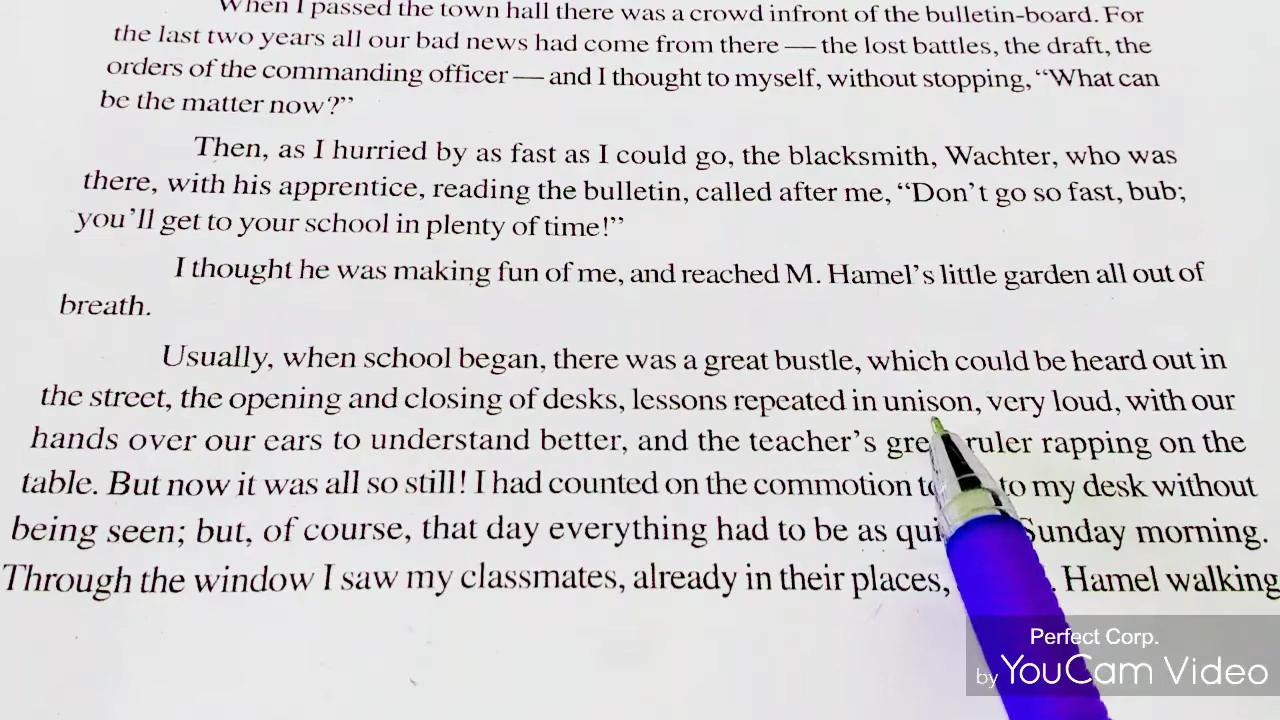 When I passed the town hall there was a crowd infront of the bulletin-board. For
the last two years all our bad news had come from there — the lost battles, the draft, the
orders of the commanding officer — and I thought to myself, without stopping, “What can
be the matter now?”
Then, as I hurried by as fast as I could go, the blacksmith, Wachter, who was
there, with his apprentice, reading the bulletin, called after me, “Don’t go so fast, bub;
you’ll get to your school in plenty of time!”
I thought he was making fun of me, and reached M. Hamel’s little garden all out of
breath.
Usually, when school began, there was a great bustle, which could be heard out in
the street, the opening and closing of desks, lessons repeated in unison, very loud, with our
hands over our ears to understand better, and the teacher’s ruler rapping on the
table. But now it was all so still! I had counted on the commotion to my desk without
being seen; but, of course, that day everything had to be as Sunday morning.
Through the window I saw my classmates, already in their places, Hamel walking
Perfect Corp.
by YouCam Video